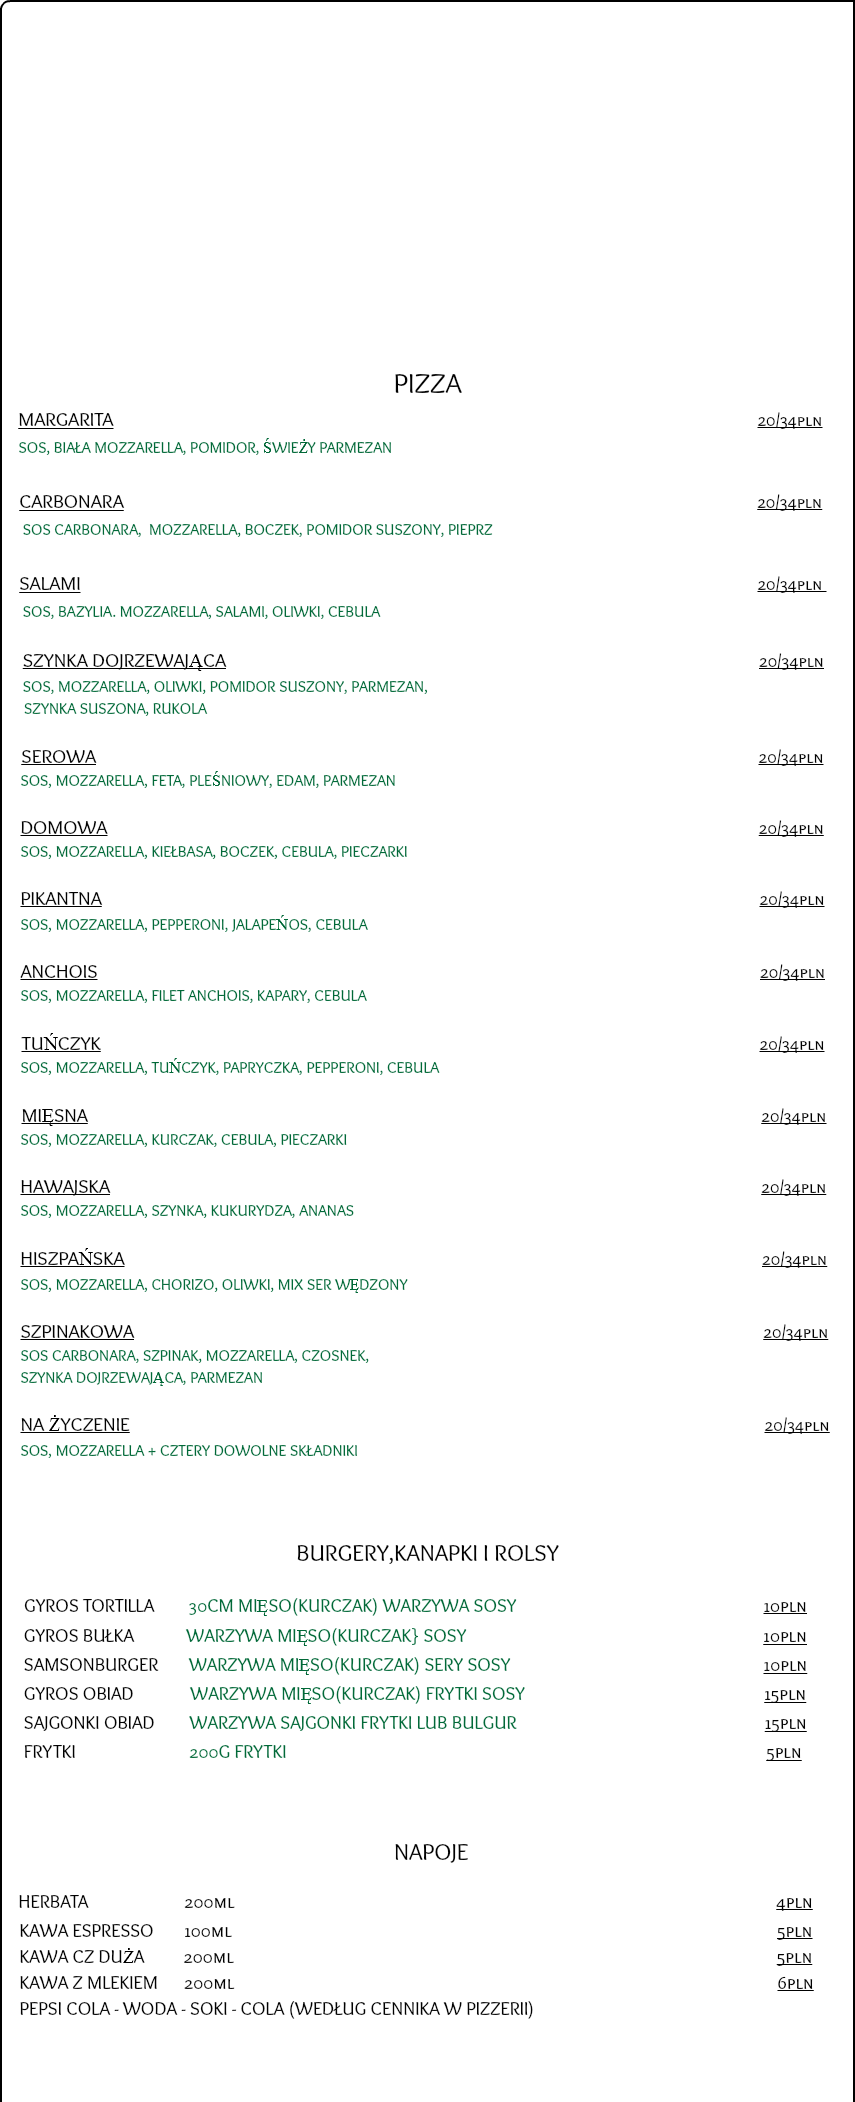 PIZZA
MARGARITA 20/34PLN
SOS, BIAŁA MOZZARELLA, POMIDOR, ŚWIEŻY PARMEZAN
CARBONARA 20/34PLN
SOS CARBONARA, MOZZARELLA, BOCZEK, POMIDOR SUSZONY, PIEPRZ
SALAMI 20/34PLN
SOS, BAZYLIA. MOZZARELLA, SALAMI, OLIWKI, CEBULA
SZYNKA DOJRZEWAJĄCA 20/34PLN
SOS, MOZZARELLA, OLIWKI, POMIDOR SUSZONY, PARMEZAN,
SZYNKA SUSZONA, RUKOLA
SEROWA 20/34PLN
SOS, MOZZARELLA, FETA, PLEŚNIOWY, EDAM, PARMEZAN
DOMOWA 20/34PLN
SOS, MOZZARELLA, KIEŁBASA, BOCZEK, CEBULA, PIECZARKI
PIKANTNA 20/34PLN
SOS, MOZZARELLA, PEPPERONI, JALAPEŃOS, CEBULA
ANCHOIS 20/34PLN
SOS, MOZZARELLA, FILET ANCHOIS, KAPARY, CEBULA
TUŃCZYK 20/34PLN
SOS, MOZZARELLA, TUŃCZYK, PAPRYCZKA, PEPPERONI, CEBULA
MIĘSNA 20/34PLN
SOS, MOZZARELLA, KURCZAK, CEBULA, PIECZARKI
HAWAJSKA 20/34PLN
SOS, MOZZARELLA, SZYNKA, KUKURYDZA, ANANAS
HISZPAŃSKA 20/34PLN
SOS, MOZZARELLA, CHORIZO, OLIWKI, MIX SER WĘDZONY
SZPINAKOWA 20/34PLN
SOS CARBONARA, SZPINAK, MOZZARELLA, CZOSNEK,
SZYNKA DOJRZEWAJĄCA, PARMEZAN
NA ŻYCZENIE 20/34PLN
SOS, MOZZARELLA + CZTERY DOWOLNE SKŁADNIKI
BURGERY,KANAPKI I ROLSY
GYROS TORTILLA 30CM MIĘSO(KURCZAK) WARZYWA SOSY 10PLN
GYROS BUŁKA WARZYWA MIĘSO(KURCZAK} SOSY 10PLN
SAMSONBURGER WARZYWA MIĘSO(KURCZAK) SERY SOSY 10PLN
GYROS OBIAD WARZYWA MIĘSO(KURCZAK) FRYTKI SOSY 15PLN
SAJGONKI OBIAD WARZYWA SAJGONKI FRYTKI LUB BULGUR 15PLN
FRYTKI 200G FRYTKI 5PLN
NAPOJE
HERBATA 200ML 4PLN
KAWA ESPRESSO 100ML 5PLN
KAWA CZ DUŻA 200ML 5PLN
KAWA Z MLEKIEM 200ML 6PLN
PEPSI COLA - WODA - SOKI - COLA (WEDŁUG CENNIKA W PIZZERII)